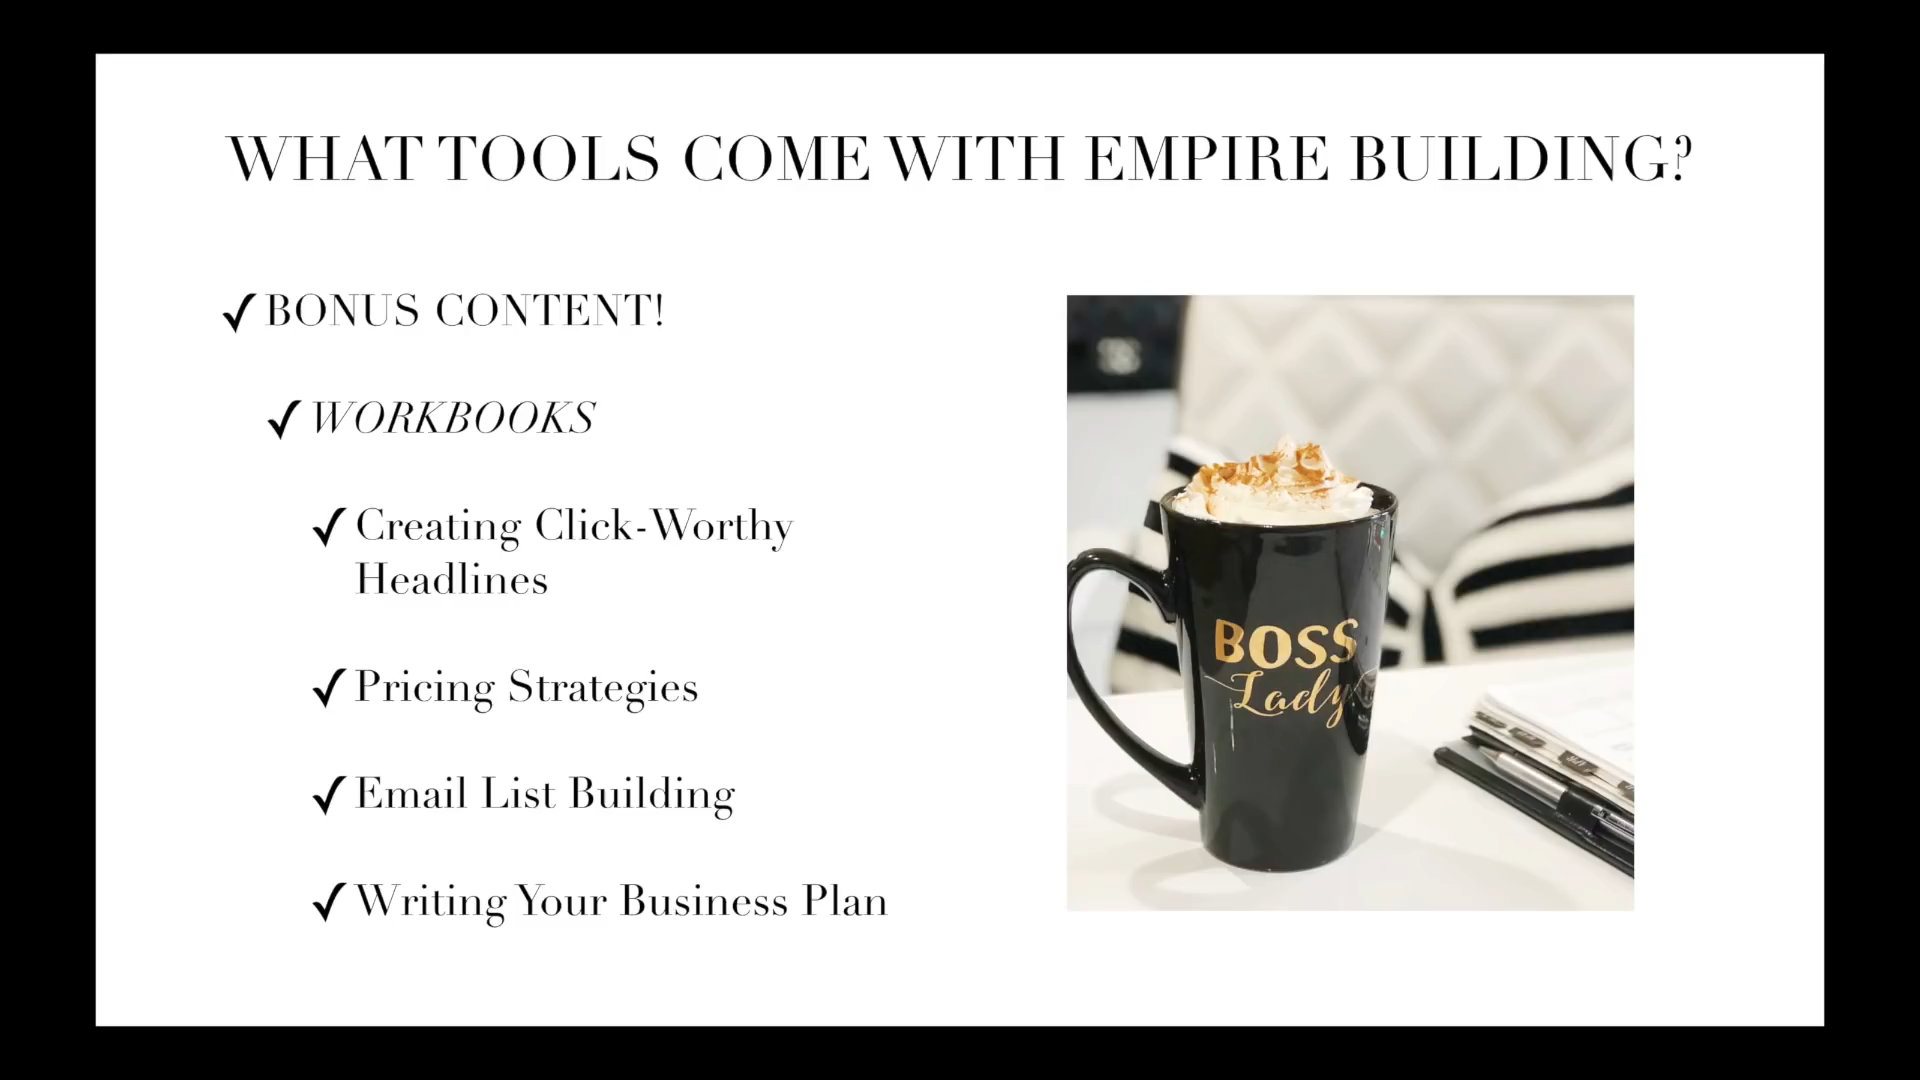 WHAT TOOLS COME WITH EMPIRE BUILDING?
BONUS CONTENT!
WORKBOOKS
Creating Click-Worthy
Headlines
Pricing Strategies
Email List Building
Writing Your Business Plan
BOSS
Lady